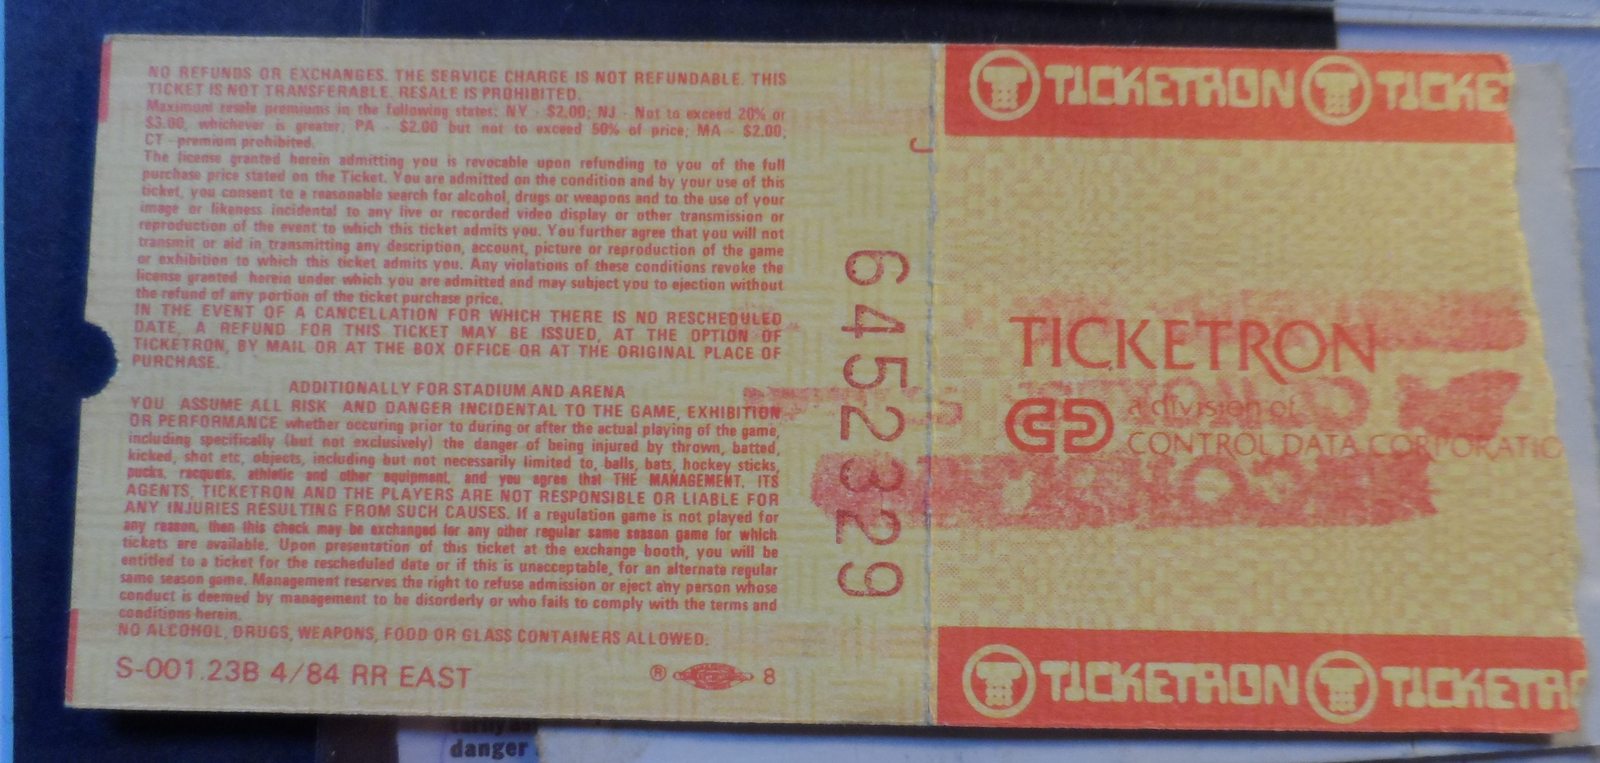 NO REFUNDS OR EXCHANGES. THE SERVICE CHARGE IS NOT REFUNDABLE. THIS
TICKET IS NOT TRANSFERABLE. RESALE IS PROHIBITED.
Maximum resale premiums in the following states: NY - $2.00; NJ - Not to exceed 20% or
$3.00, whichever is greater; PA - $2.00 but not to exceed 50% of price; MA - $2.00;
CT - premium prohibited.
The license granted herein admitting you is revocable upon refunding to you of the full
purchase price stated on the Ticket. You are admitted on the condition and by your use of this
ticket, you consent to a reasonable search for alcohol, drugs or weapons and to the use of your
image or likeness incidental to any live or recorded video display or other transmission or
reproduction of the event to which this ticket admits you. You further agree that you will not
transmit or aid in transmitting any description, account, picture or reproduction of the game
or exhibition to which this ticket admits you. Any violations of these conditions revoke the
license granted herein under which you are admitted and may subject you to ejection without
the refund of any portion of the ticket purchase price.
IN THE EVENT OF A CANCELLATION FOR WHICH THERE IS NO RESCHEDULED
DATE, A REFUND FOR THIS TICKET MAY BE ISSUED, AT THE OPTION OF
TICKETRON, BY MAIL OR AT THE BOX OFFICE OR AT THE ORIGINAL PLACE OF
PURCHASE.
ADDITIONALLY FOR STADIUM AND ARENA
YOU ASSUME ALL RISK AND DANGER INCIDENTAL TO THE GAME, EXHIBITION
OR PERFORMANCE whether occuring prior to during or after the actual playing of the game,
including specifically (but not exclusively) the danger of being injured by thrown, batted,
kicked, shot etc, objects, including but not necessarily limited to, balls, bats, hockey sticks,
pucks, racquets, athletic and other equipment, and you agree that THE MANAGEMENT, ITS
AGENTS, TICKETRON AND THE PLAYERS ARE NOT RESPONSIBLE OR LIABLE FOR
ANY INJURIES RESULTING FROM SUCH CAUSES. If a regulation game is not played for
any reason, then this check may be exchanged for any other regular same season game for which
tickets are available. Upon presentation of this ticket at the exchange booth, you will be
entitled to a ticket for the rescheduled date or if this is unacceptable, for an alternate regular
same season game. Management reserves the right to refuse admission or eject any person whose
conduct is deemed by management to be disorderly or who fails to comply with the terms and
conditions herein.
NO ALCOHOL, DRUGS, WEAPONS, FOOD OR GLASS CONTAINERS ALLOWED.
S-001.23B 4/84 RR EAST
® 8
J
6452329
TICKETRON TICKE
TICKETRON
a division of
CONTROL DATA CORPORATIO
TICKETRON TICKETR
danger